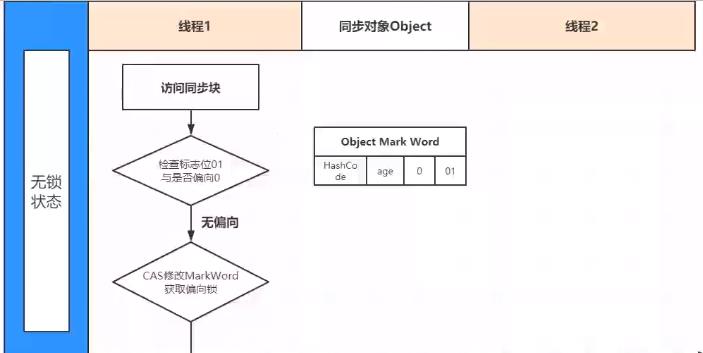 线程1
同步对象Object
线程2
无锁
状态
访问同步块
检查标志位01
与是否偏向0
Object Mark Word
HashCo
de
age
0
01
无偏向
CAS修改MarkWord
获取偏向锁